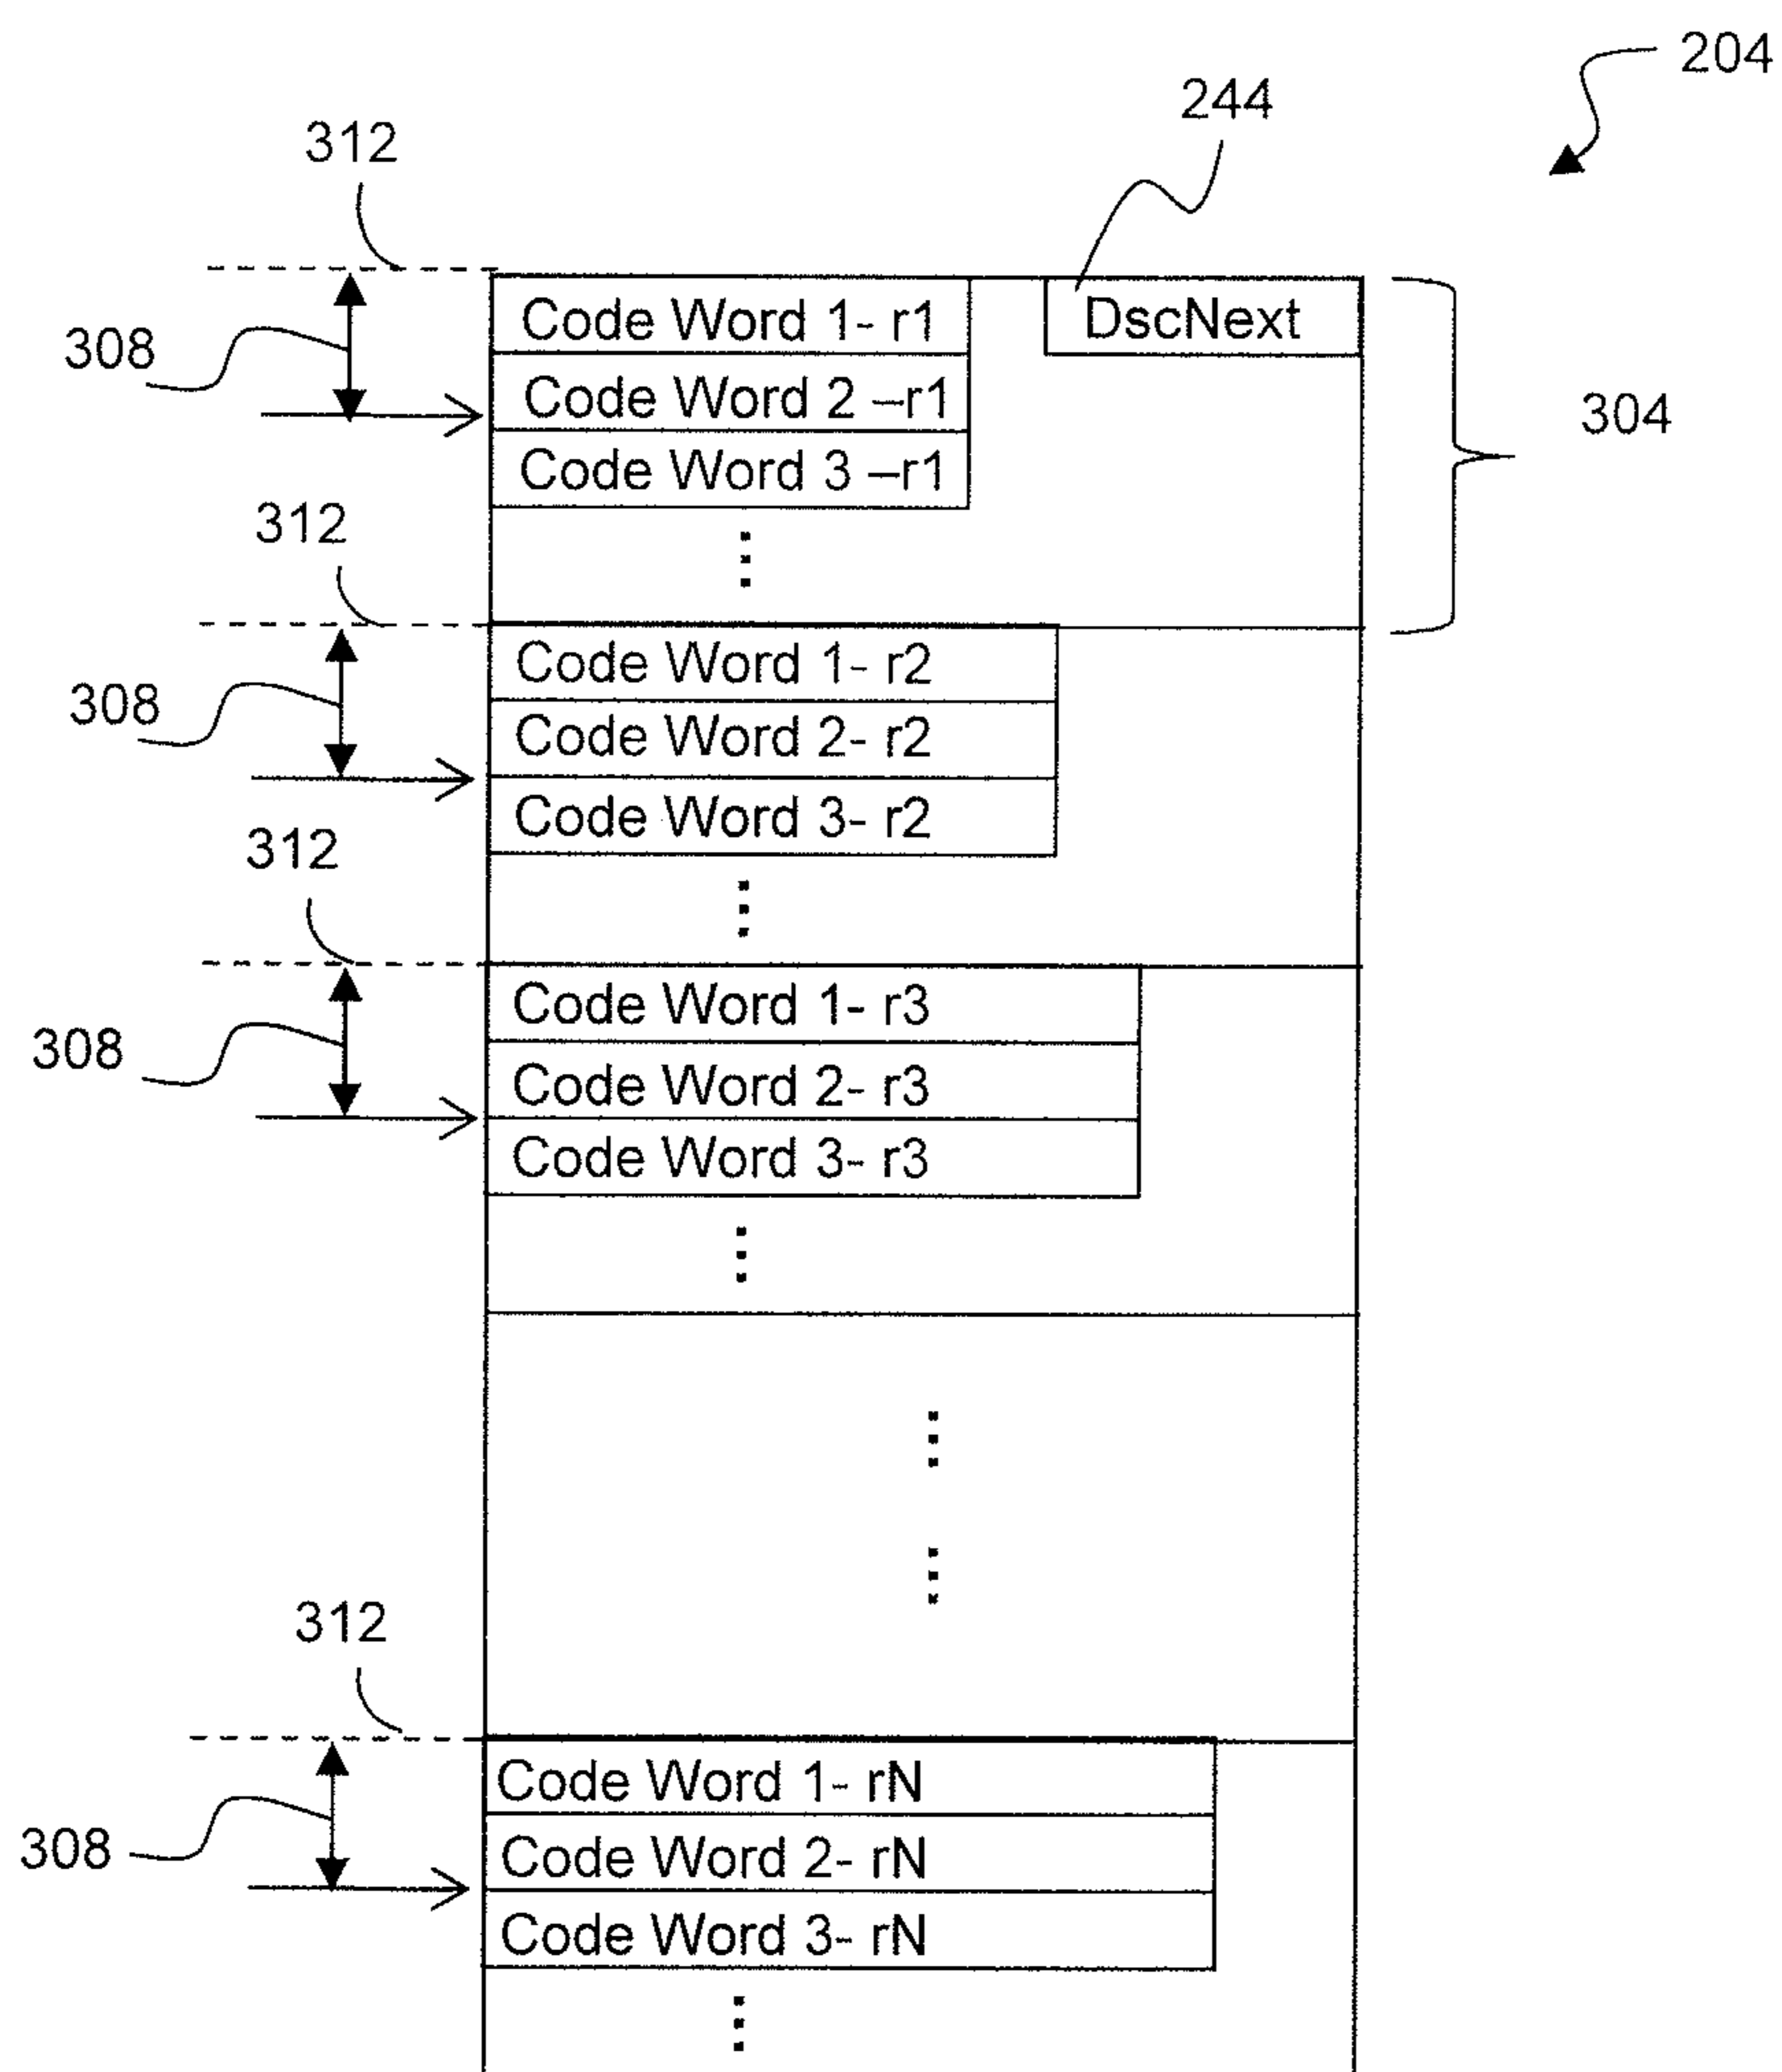 204
244
312
Code Word 1- r1
DscNext
308
Code Word 2 –r1
304
Code Word 3 –r1
312
Code Word 1- r2
308
Code Word 2- r2
Code Word 3- r2
312
Code Word 1- r3
308
Code Word 2- r3
Code Word 3- r3
312
Code Word 1- rN
308
Code Word 2- rN
Code Word 3- rN